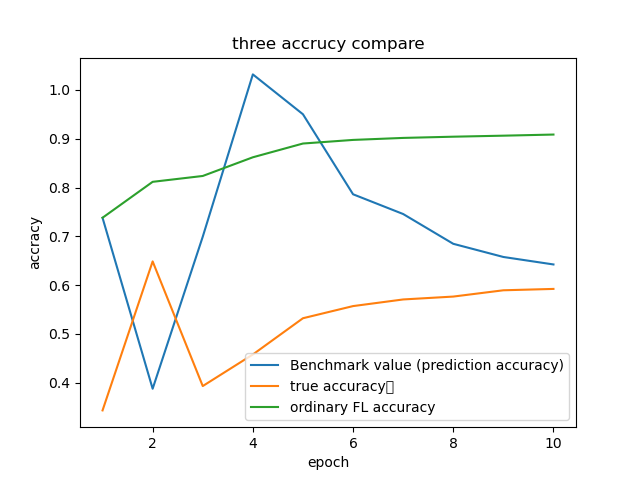 three accrucy compare
accracy
1.0
0.9
0.8
0.7
0.6
0.5
0.4
Benchmark value (prediction accuracy)
true accuracy
ordinary FL accuracy
2
4
6
8
10
epoch